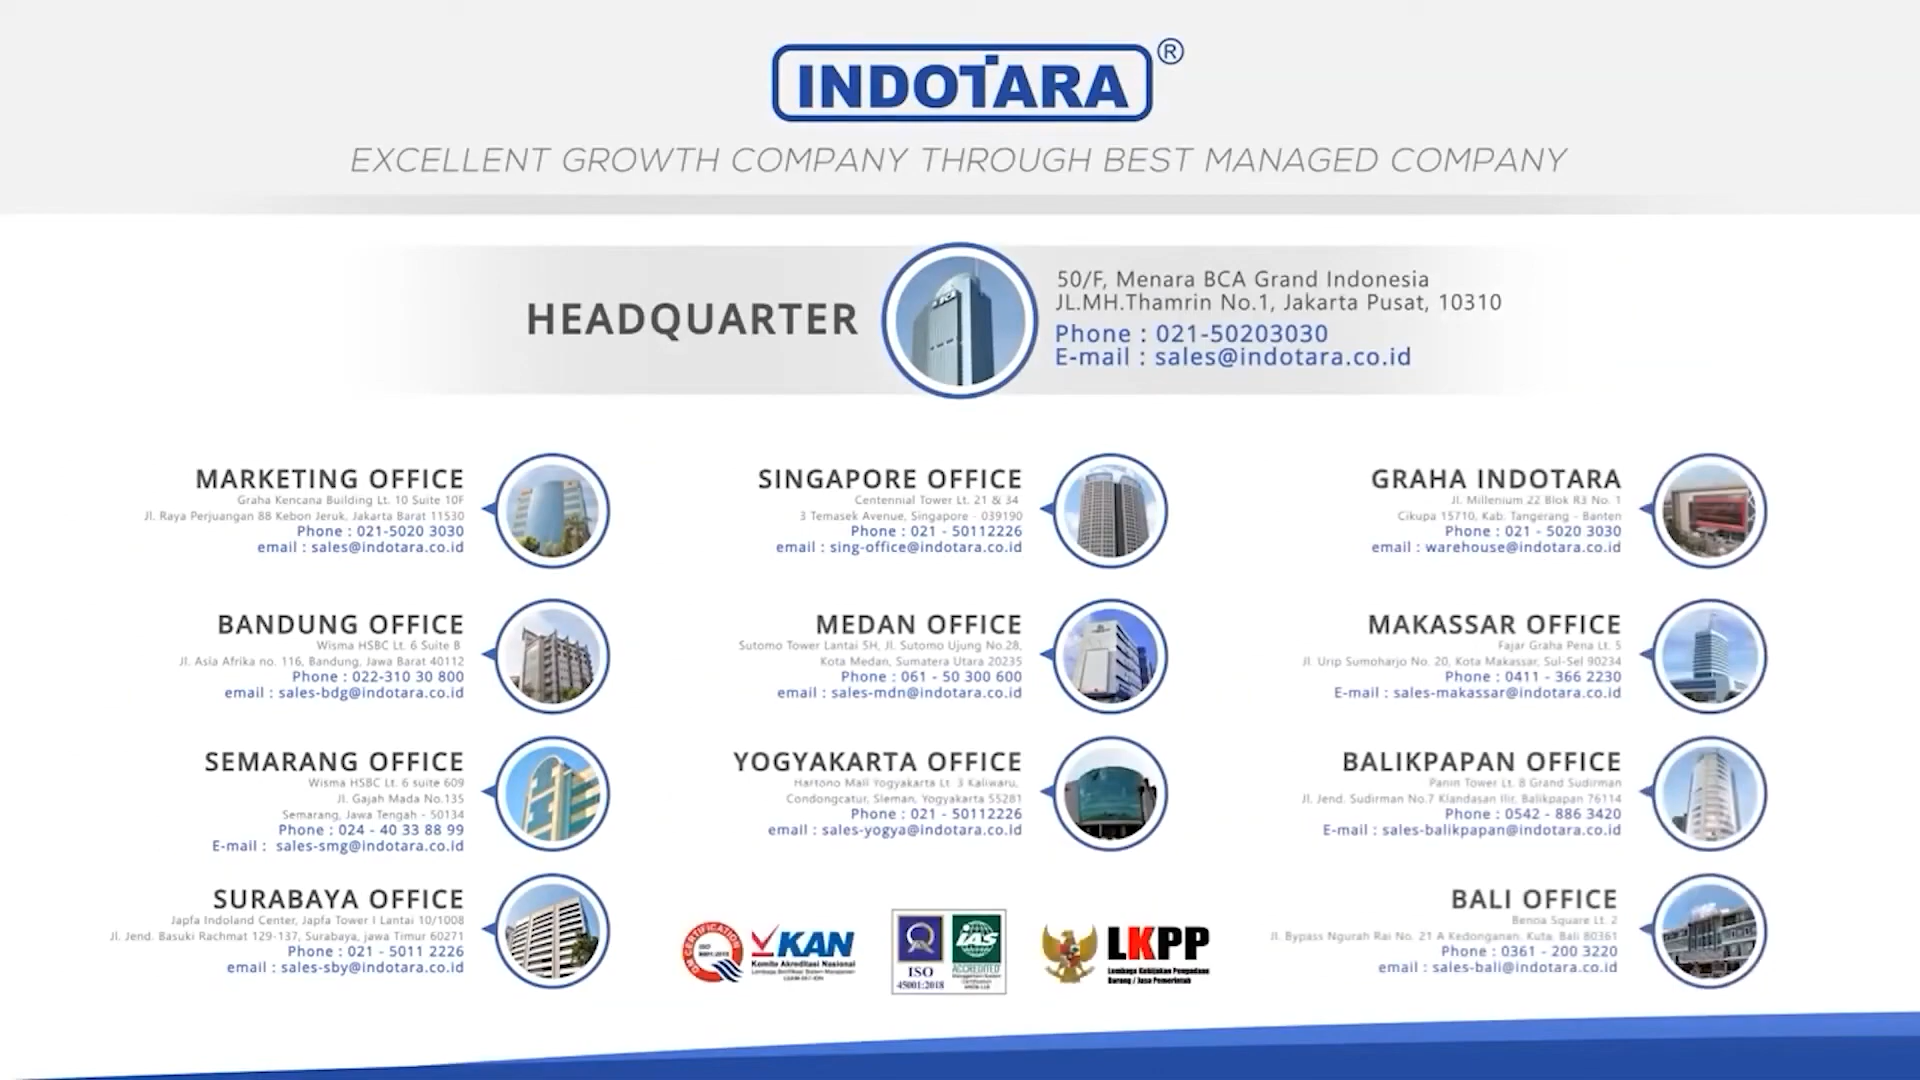 INDOTARA®
EXCELLENT GROWTH COMPANY THROUGH BEST MANAGED COMPANY
HEADQUARTER
50/F, Menara BCA Grand Indonesia
JL.MH.Thamrin No.1, Jakarta Pusat, 10310
Phone : 021-50203030
E-mail : sales@indotara.co.id
MARKETING OFFICE
Graha Kencana Building Lt. 10 Suite 10F
Jl. Raya Perjuangan 88 Kebon Jeruk, Jakarta Barat 11530
Phone : 021-5020 3030
email : sales@indotara.co.id
SINGAPORE OFFICE
Centennial Tower Lt. 21 & 34
3 Temasek Avenue, Singapore - 039190
Phone : 021 - 50112226
email : sing-office@indotara.co.id
GRAHA INDOTARA
Jl. Millenium 22 Blok R3 No. 1
Cikupa 15710, Kab. Tangerang - Banten
Phone : 021 - 5020 3030
email : warehouse@indotara.co.id
BANDUNG OFFICE
Wisma HSBC Lt. 6 Suite B
Jl. Asia Afrika no. 116, Bandung, Jawa Barat 40112
Phone : 022-310 30 800
email : sales-bdg@indotara.co.id
MEDAN OFFICE
Sutomo Tower Lantai 5H, Jl. Sutomo Ujung No.28,
Kota Medan, Sumatera Utara 20235
Phone : 061 - 50 300 600
email : sales-mdn@indotara.co.id
MAKASSAR OFFICE
Fajar Graha Pena Lt. 5
Jl. Urip Sumoharjo No. 20, Kota Makassar, Sul-Sel 90234
Phone : 0411 - 366 2230
E-mail : sales-makassar@indotara.co.id
SEMARANG OFFICE
Wisma HSBC Lt. 6 suite 609
Jl. Gajah Mada No.135
Semarang, Jawa Tengah - 50134
Phone : 024 - 40 33 88 99
E-mail : sales-smg@indotara.co.id
YOGYAKARTA OFFICE
Hartono Mall Yogyakarta Lt. 3 Kaliwaru,
Condongcatur, Sleman, Yogyakarta 55281
Phone : 021 - 50112226
email : sales-yogya@indotara.co.id
BALIKPAPAN OFFICE
Panin Tower Lt. 8 Grand Sudirman
Jl. Jend. Sudirman No.7 Klandasan Ilir, Balikpapan 76114
Phone : 0542 - 886 3420
E-mail : sales-balikpapan@indotara.co.id
SURABAYA OFFICE
Japfa Indoland Center, Japfa Tower I Lantai 10/1008
Jl. Jend. Basuki Rachmat 129-137, Surabaya, jawa Timur 60271
Phone : 021 - 5011 2226
email : sales-sby@indotara.co.id
BALI OFFICE
Benoa Square Lt. 2
Jl. Bypass Ngurah Rai No. 21 A Kedonganan, Kuta, Bali 80361
Phone : 0361 - 200 3220
email : sales-bali@indotara.co.id
ISO
9001:2015
KAN
Komite Akreditasi Nasional
ISO
45001:2018
IAS
ACCREDITED
LKPP
Lembaga Kebijakan Pengadaan
Barang / Jasa Pemerintah
BCA